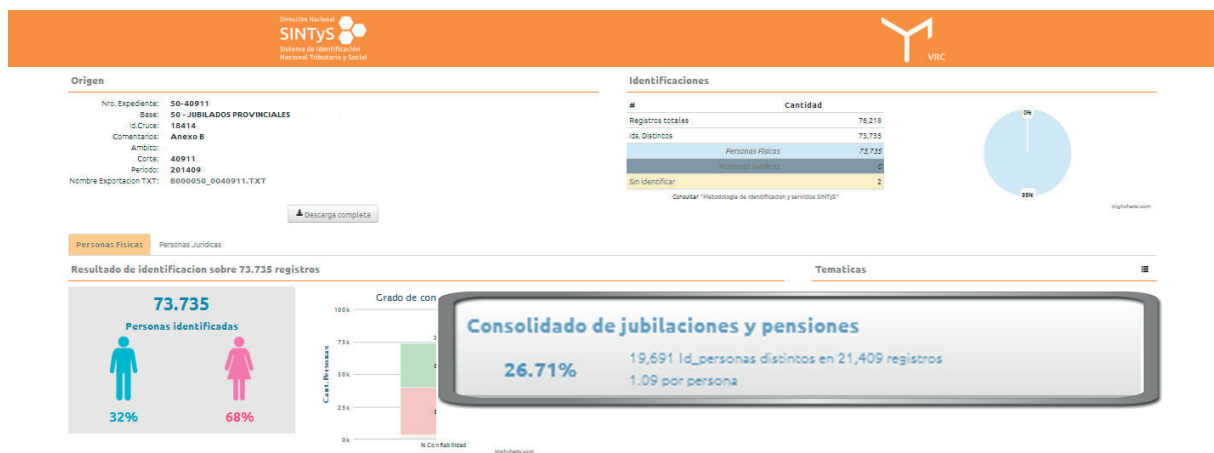 Dirección Nacional
SINTyS
Sistema de Identificación
Nacional Tributario y Social
VRC
Origen
Nro. Expediente: 50-40911
Base: 50 - JUBILADOS PROVINCIALES
Id.Cruce: 18414
Comentarios: Anexo B
Ambito:
Corte: 40911
Periodo: 201409
Nombre Exportacion TXT: B000050_0040911.TXT
Descarga completa
Identificaciones
# Cantidad
Registros totales 76,218
Ids. Distintos 73,735
Personas Físicas 73,735
Personas Jurídicas 0
Sin identificar 2
Consultar "Metodología de identificacion y servicios SINTyS"
0%
99%
Highcharts.com
Personas Físicas Personas Jurídicas
Resultado de identificacion sobre 73.735 registros
Tematicas
73.735
Personas identificadas
32% 68%
Grado de con
100k
75k
50k
25k
0k
Cant. Personas
% Confiabilidad
Highcharts.com
Consolidado de jubilaciones y pensiones
26.71%
19,691 Id_personas distintos en 21,409 registros
1.09 por persona